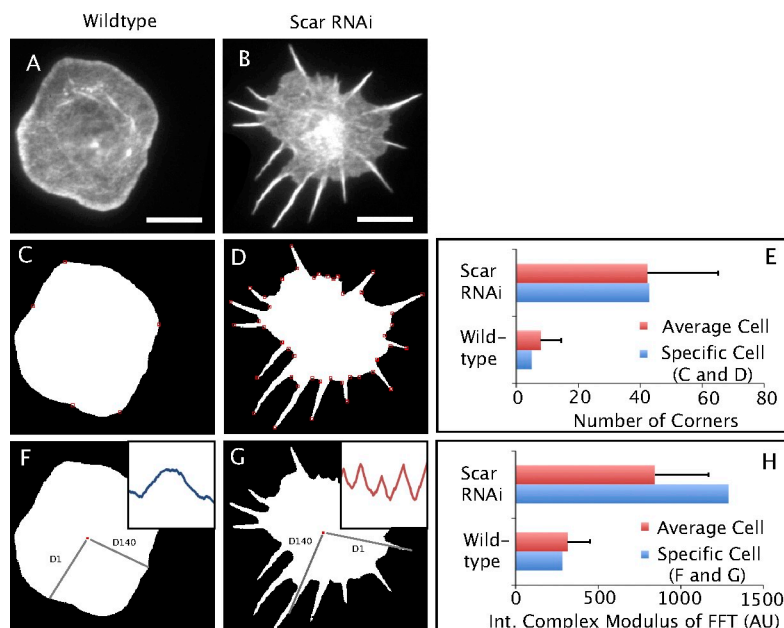 Wildtype
Scar RNAi
A
B
C
D
E
Scar
RNAi
Wild-
type
Average Cell
Specific Cell
(C and D)
0
20
40
60
80
Number of Corners
F
D1
D140
G
D140
D1
H
Scar
RNAi
Wild-
type
Average Cell
Specific Cell
(F and G)
0
500
1000
1500
Int. Complex Modulus of FFT (AU)